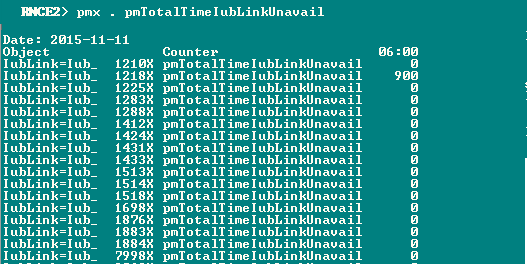 RNCE2> pmx . pmTotalTimeIubLinkUnavail
Date: 2015-11-11
Object Counter 06:00
IubLink=Iub_ 1210X pmTotalTimeIubLinkUnavail 0
IubLink=Iub_ 1218X pmTotalTimeIubLinkUnavail 900
IubLink=Iub_ 1225X pmTotalTimeIubLinkUnavail 0
IubLink=Iub_ 1283X pmTotalTimeIubLinkUnavail 0
IubLink=Iub_ 1288X pmTotalTimeIubLinkUnavail 0
IubLink=Iub_ 1412X pmTotalTimeIubLinkUnavail 0
IubLink=Iub_ 1424X pmTotalTimeIubLinkUnavail 0
IubLink=Iub_ 1431X pmTotalTimeIubLinkUnavail 0
IubLink=Iub_ 1433X pmTotalTimeIubLinkUnavail 0
IubLink=Iub_ 1513X pmTotalTimeIubLinkUnavail 0
IubLink=Iub_ 1514X pmTotalTimeIubLinkUnavail 0
IubLink=Iub_ 1518X pmTotalTimeIubLinkUnavail 0
IubLink=Iub_ 1698X pmTotalTimeIubLinkUnavail 0
IubLink=Iub_ 1876X pmTotalTimeIubLinkUnavail 0
IubLink=Iub_ 1883X pmTotalTimeIubLinkUnavail 0
IubLink=Iub_ 1884X pmTotalTimeIubLinkUnavail 0
IubLink=Iub_ 7998X pmTotalTimeIubLinkUnavail 0